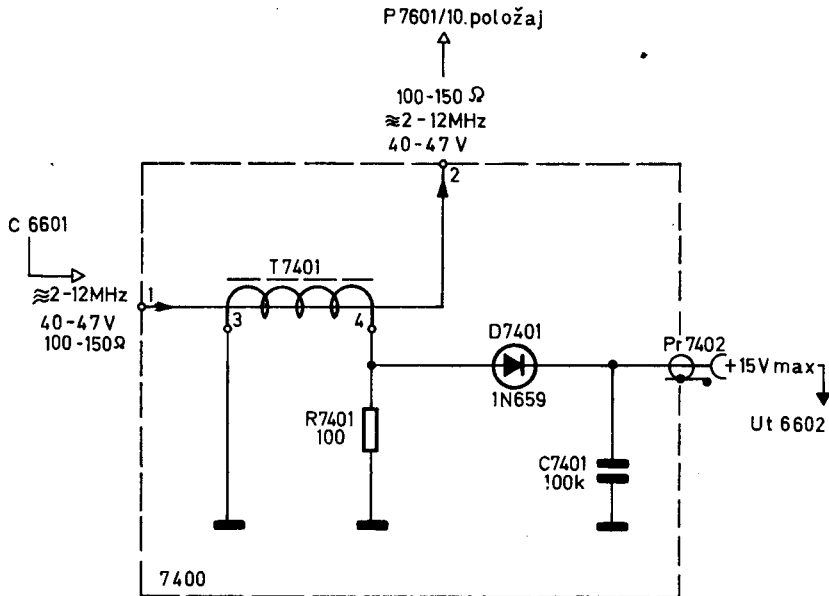 P7601/10.položaj
100-150 Ω
≈2-12MHz
40-47 V
2
C 6601
≈2-12MHz
40-47V
100-150Ω
1
T7401
3
4
D7401
1N659
Pr7402
+15V max
Ut 6602
R7401
100
C7401
100k
7400